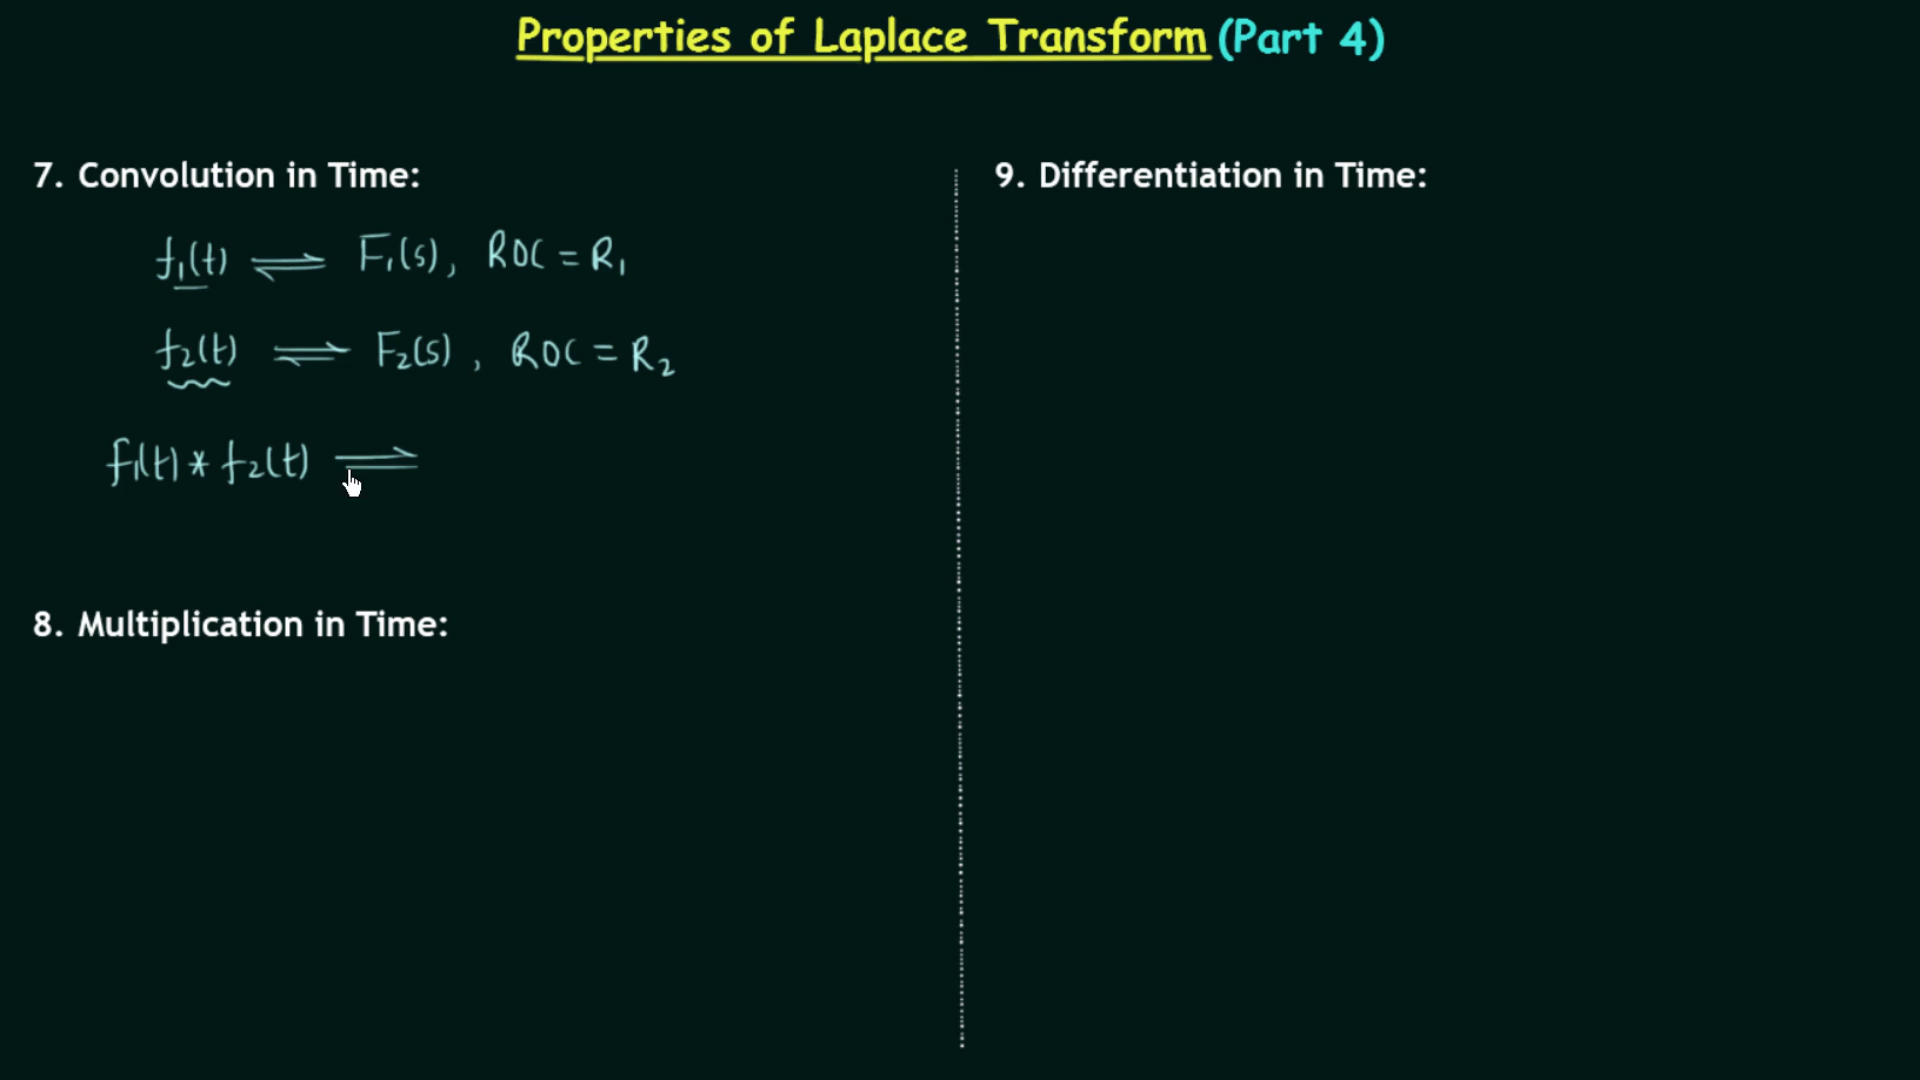 Properties of Laplace Transform (Part 4)
7. Convolution in Time:
f₁(t) ⇌ F₁(s), ROC = R₁
f₂(t) ⇌ F₂(s), ROC = R₂
f₁(t) * f₂(t) ⇌
8. Multiplication in Time:
9. Differentiation in Time: